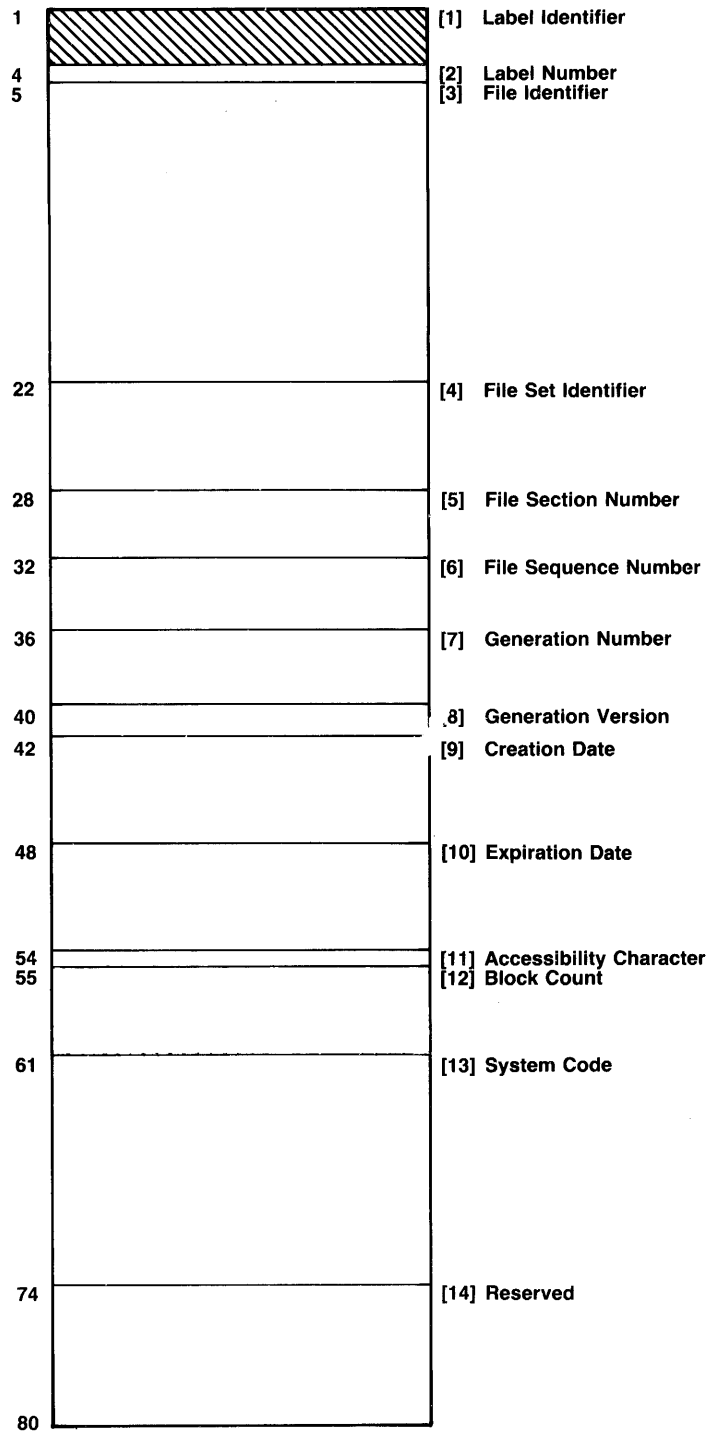 1 [1] Label Identifier
4 [2] Label Number
5 [3] File Identifier
22 [4] File Set Identifier
28 [5] File Section Number
32 [6] File Sequence Number
36 [7] Generation Number
40 .8] Generation Version
42 [9] Creation Date
48 [10] Expiration Date
54 [11] Accessibility Character
55 [12] Block Count
61 [13] System Code
74 [14] Reserved
80